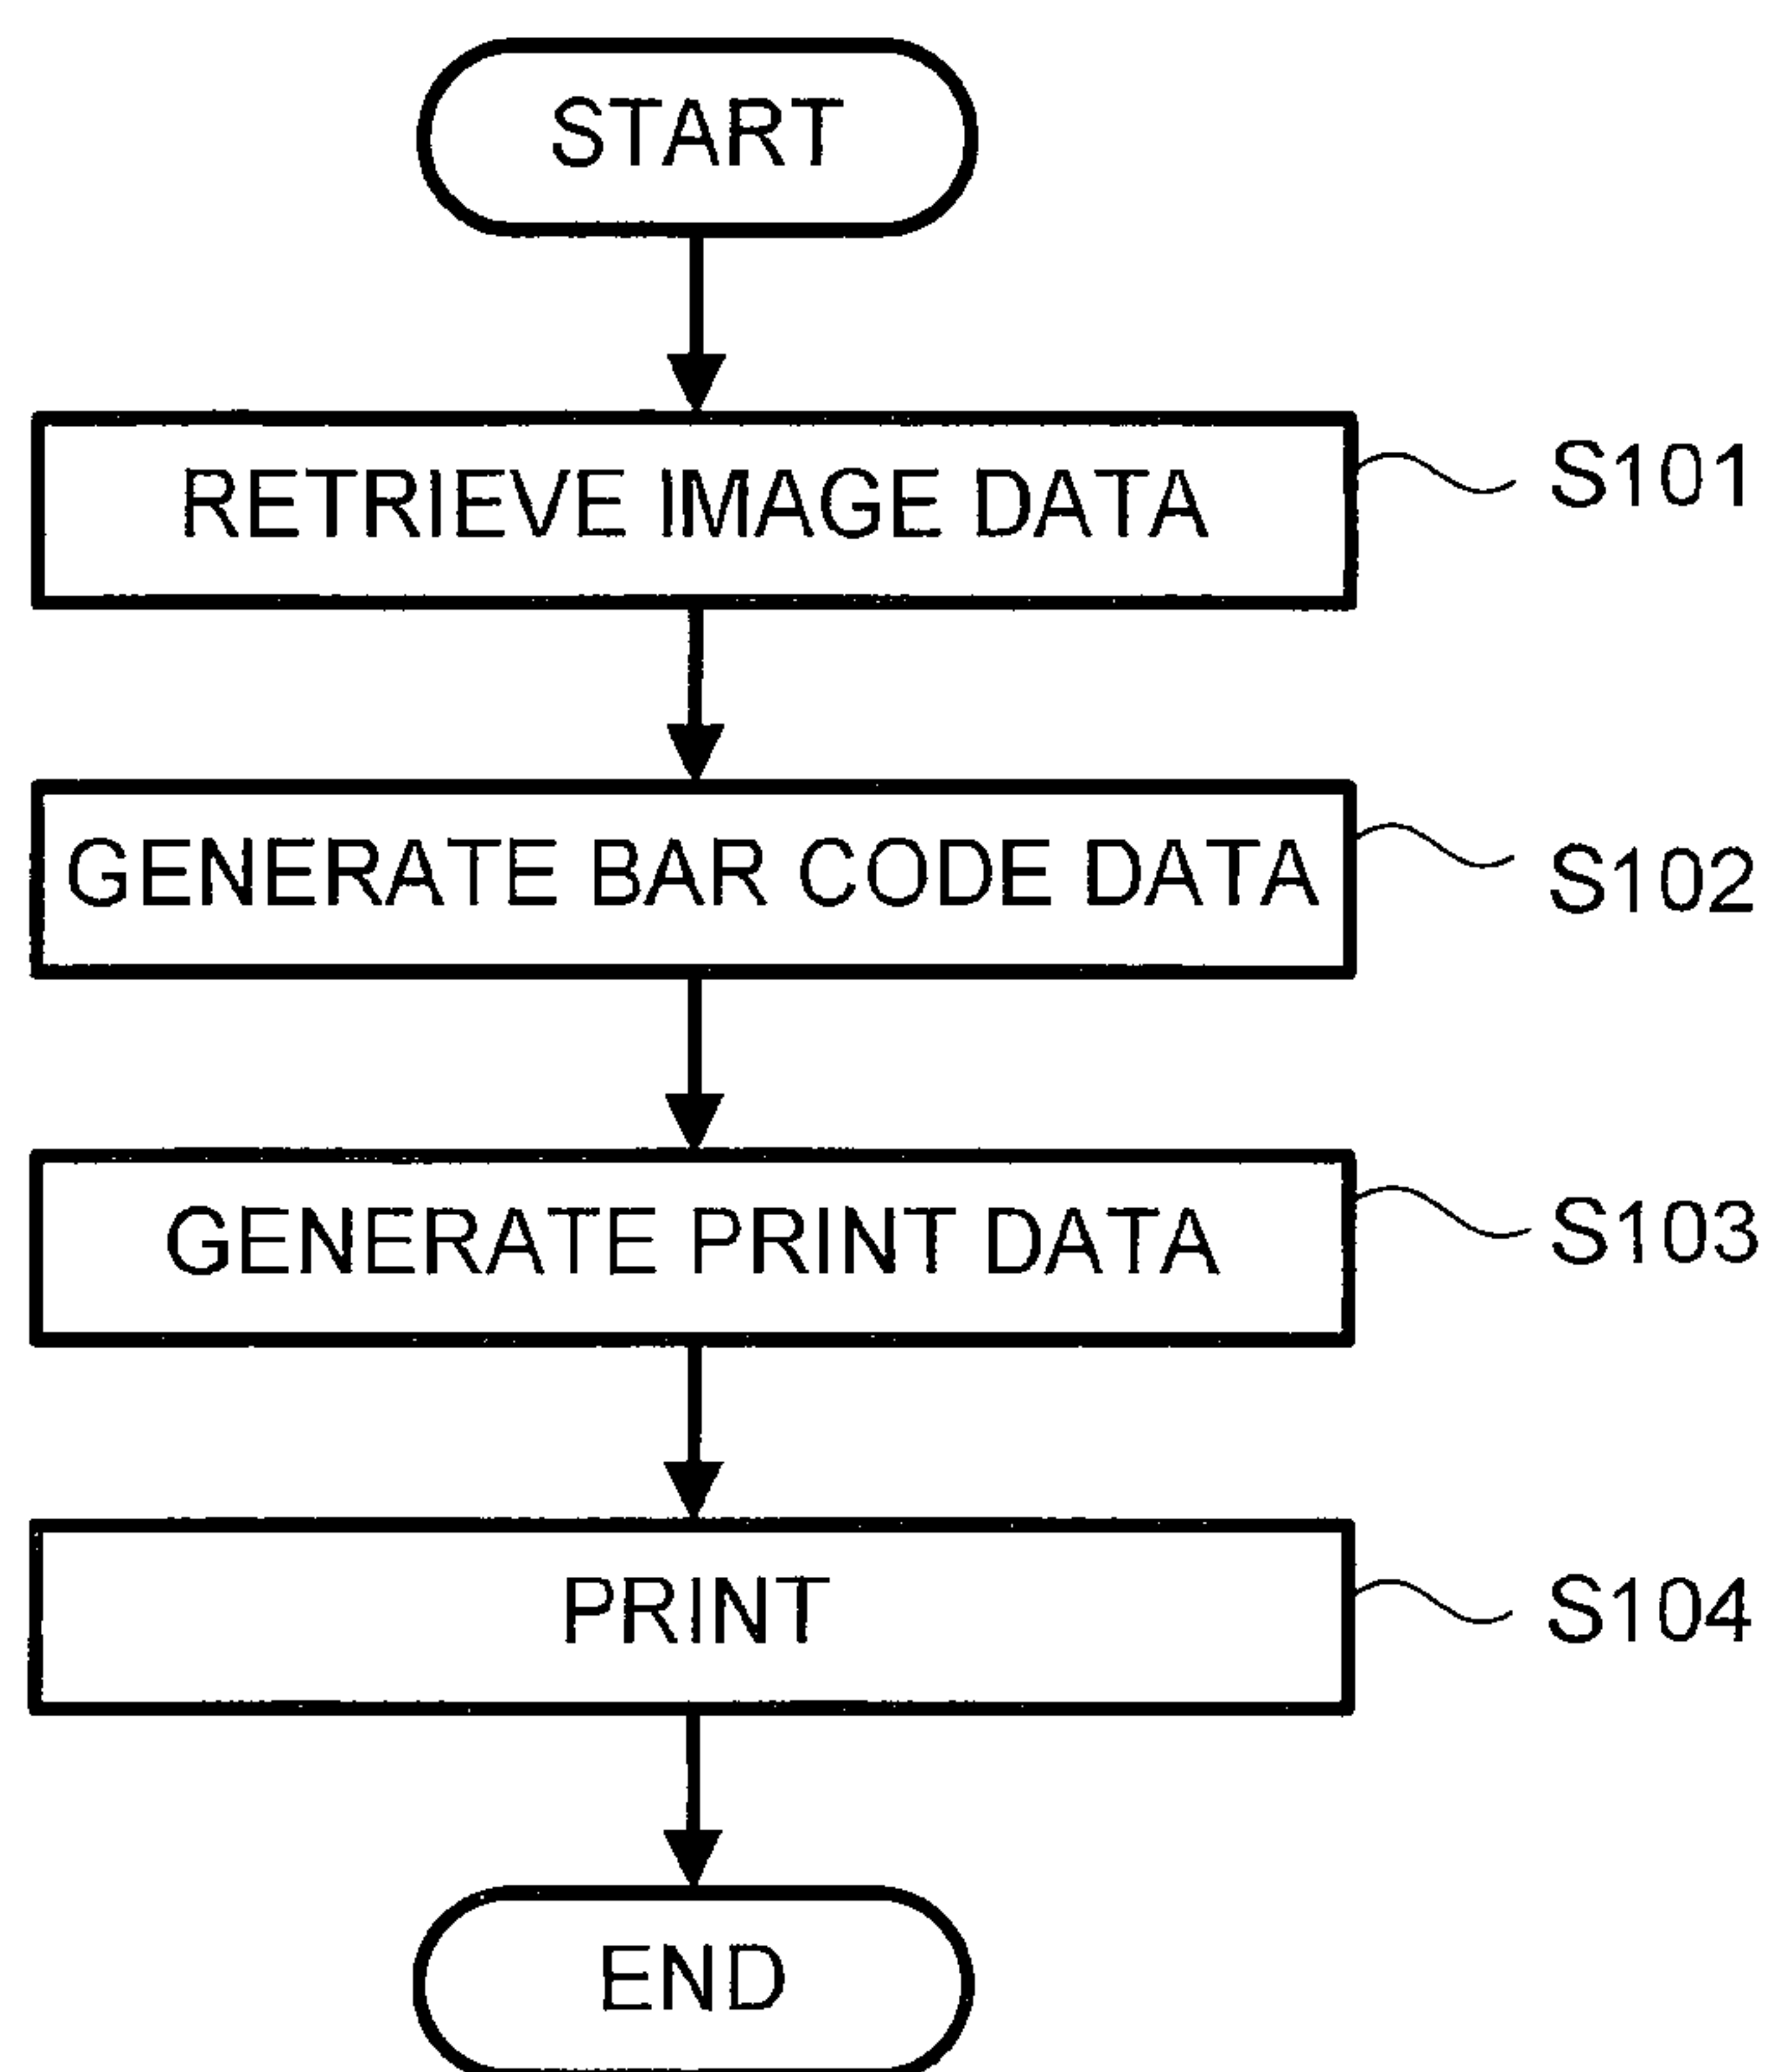 START
RETRIEVE IMAGE DATA
S101
GENERATE BAR CODE DATA
S102
GENERATE PRINT DATA
S103
PRINT
S104
END